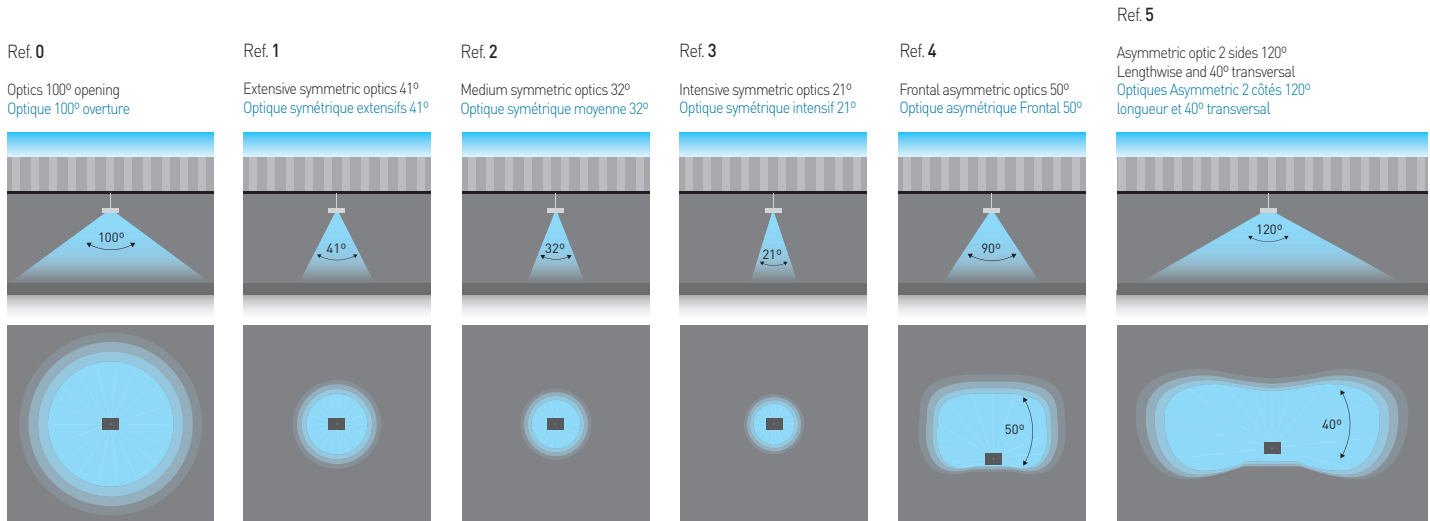 Ref. 0
Optics 100º opening
Optique 100º overture
100º
Ref. 1
Extensive symmetric optics 41º
Optique symétrique extensifs 41º
41º
Ref. 2
Medium symmetric optics 32º
Optique symétrique moyenne 32º
32º
Ref. 3
Intensive symmetric optics 21º
Optique symétrique intensif 21º
21º
Ref. 4
Frontal asymmetric optics 50º
Optique asymétrique Frontal 50º
90º
50º
Ref. 5
Asymmetric optic 2 sides 120º
Lengthwise and 40º transversal
Optiques Asymmetric 2 côtés 120º
longueur et 40º transversal
120º
40º